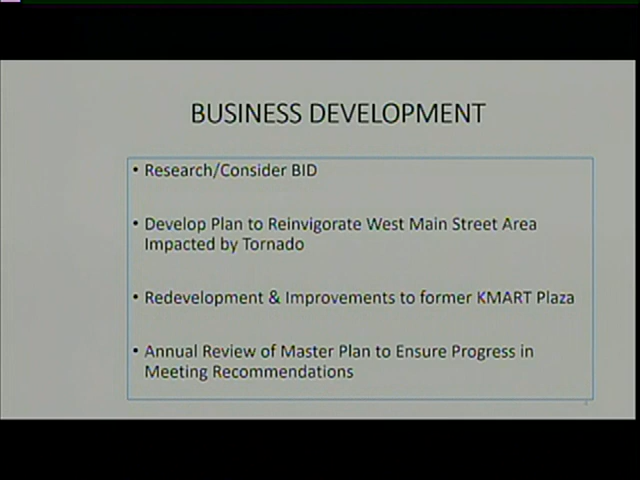 BUSINESS DEVELOPMENT
• Research/Consider BID
• Develop Plan to Reinvigorate West Main Street Area
Impacted by Tornado
• Redevelopment & Improvements to former KMART Plaza
• Annual Review of Master Plan to Ensure Progress in
Meeting Recommendations